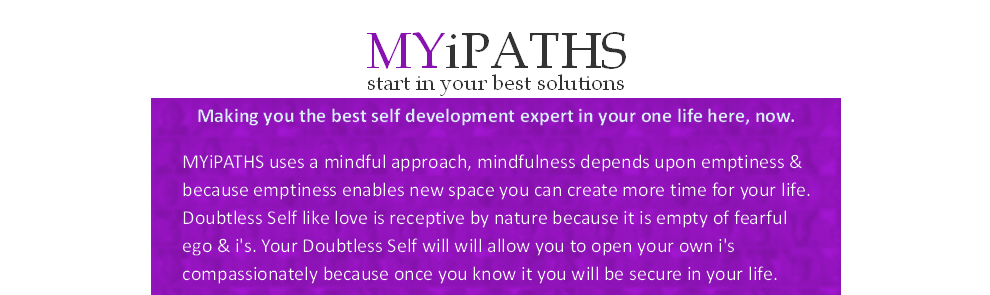 MYiPATHS
start in your best solutions
Making you the best self development expert in your one life here, now.
MYiPATHS uses a mindful approach, mindfulness depends upon emptiness &
because emptiness enables new space you can create more time for your life.
Doubtless Self like love is receptive by nature because it is empty of fearful
ego & i's. Your Doubtless Self will will allow you to open your own i's
compassionately because once you know it you will be secure in your life.